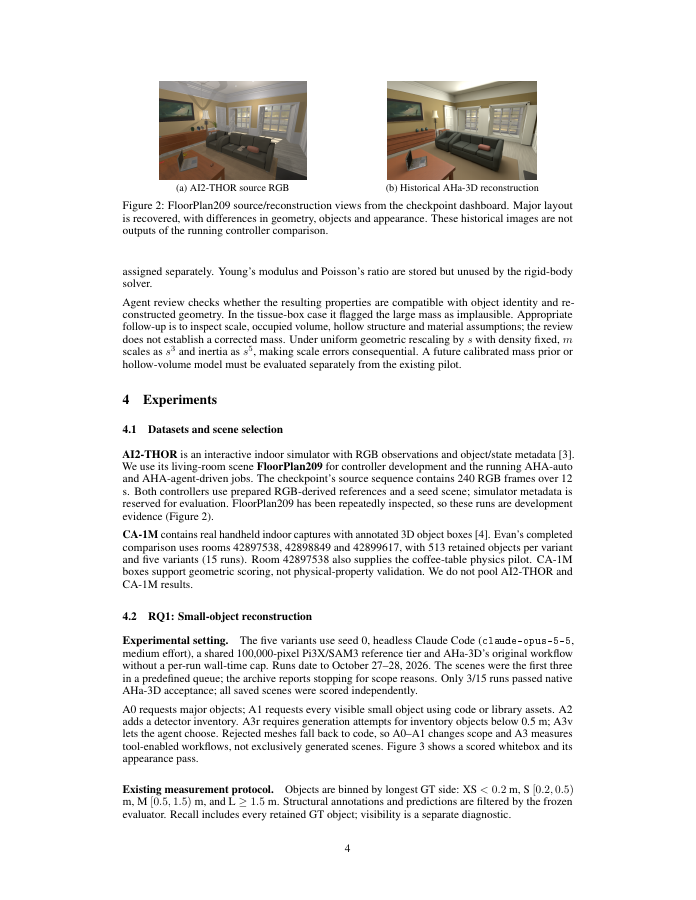 (a) AI2-THOR source RGB
(b) Historical AHa-3D reconstruction
Figure 2: FloorPlan209 source/reconstruction views from the checkpoint dashboard. Major layout
is recovered, with differences in geometry, objects and appearance. These historical images are not
outputs of the running controller comparison.
assigned separately. Young's modulus and Poisson's ratio are stored but unused by the rigid-body
solver.
Agent review checks whether the resulting properties are compatible with object identity and re-
constructed geometry. In the tissue-box case it flagged the large mass as implausible. Appropriate
follow-up is to inspect scale, occupied volume, hollow structure and material assumptions; the review
does not establish a corrected mass. Under uniform geometric rescaling by s with density fixed, m
scales as s³ and inertia as s⁵, making scale errors consequential. A future calibrated mass prior or
hollow-volume model must be evaluated separately from the existing pilot.
4 Experiments
4.1 Datasets and scene selection
AI2-THOR is an interactive indoor simulator with RGB observations and object/state metadata [3].
We use its living-room scene FloorPlan209 for controller development and the running AHA-auto
and AHA-agent-driven jobs. The checkpoint's source sequence contains 240 RGB frames over 12
s. Both controllers use prepared RGB-derived references and a seed scene; simulator metadata is
reserved for evaluation. FloorPlan209 has been repeatedly inspected, so these runs are development
evidence (Figure 2).
CA-1M contains real handheld indoor captures with annotated 3D object boxes [4]. Evan's completed
comparison uses rooms 42897538, 42898849 and 42899617, with 513 retained objects per variant
and five variants (15 runs). Room 42897538 also supplies the coffee-table physics pilot. CA-1M
boxes support geometric scoring, not physical-property validation. We do not pool AI2-THOR and
CA-1M results.
4.2 RQ1: Small-object reconstruction
Experimental setting. The five variants use seed 0, headless Claude Code (claude-opus-5-5,
medium effort), a shared 100,000-pixel Pi3X/SAM3 reference tier and AHa-3D's original workflow
without a per-run wall-time cap. Runs date to October 27–28, 2026. The scenes were the first three
in a predefined queue; the archive reports stopping for scope reasons. Only 3/15 runs passed native
AHa-3D acceptance; all saved scenes were scored independently.
A0 requests major objects; A1 requests every visible small object using code or library assets. A2
adds a detector inventory. A3r requires generation attempts for inventory objects below 0.5 m; A3v
lets the agent choose. Rejected meshes fall back to code, so A0–A1 changes scope and A3 measures
tool-enabled workflows, not exclusively generated scenes. Figure 3 shows a scored whitebox and its
appearance pass.
Existing measurement protocol. Objects are binned by longest GT side: XS < 0.2 m, S [0.2, 0.5)
m, M [0.5, 1.5) m, and L ≥ 1.5 m. Structural annotations and predictions are filtered by the frozen
evaluator. Recall includes every retained GT object; visibility is a separate diagnostic.
4